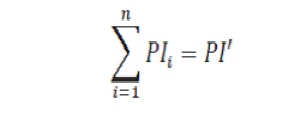 n
∑ PIᵢ = PI′
i=1